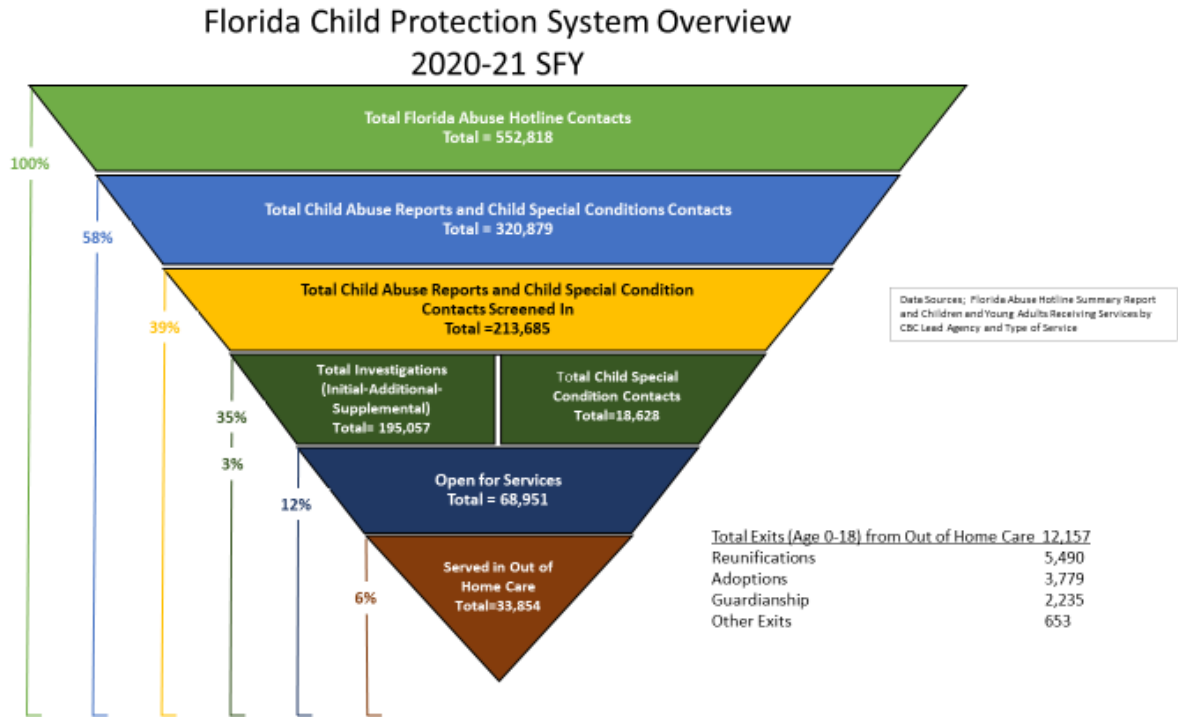 Florida Child Protection System Overview
2020-21 SFY
Total Florida Abuse Hotline Contacts
Total = 552,818
100%
Total Child Abuse Reports and Child Special Conditions Contacts
Total = 320,879
58%
Total Child Abuse Reports and Child Special Condition
Contacts Screened In
Total =213,685
39%
Data Sources; Florida Abuse Hotline Summary Report
and Children and Young Adults Receiving Services by
CBC Lead Agency and Type of Service
Total Investigations
(Initial-Additional-
Supplemental)
Total= 195,057
Total Child Special
Condition Contacts
Total=18,628
35%
3%
Open for Services
Total = 68,951
12%
Served in Out of
Home Care
Total=33,854
6%
Total Exits (Age 0-18) from Out of Home Care 12,157
Reunifications 5,490
Adoptions 3,779
Guardianship 2,235
Other Exits 653